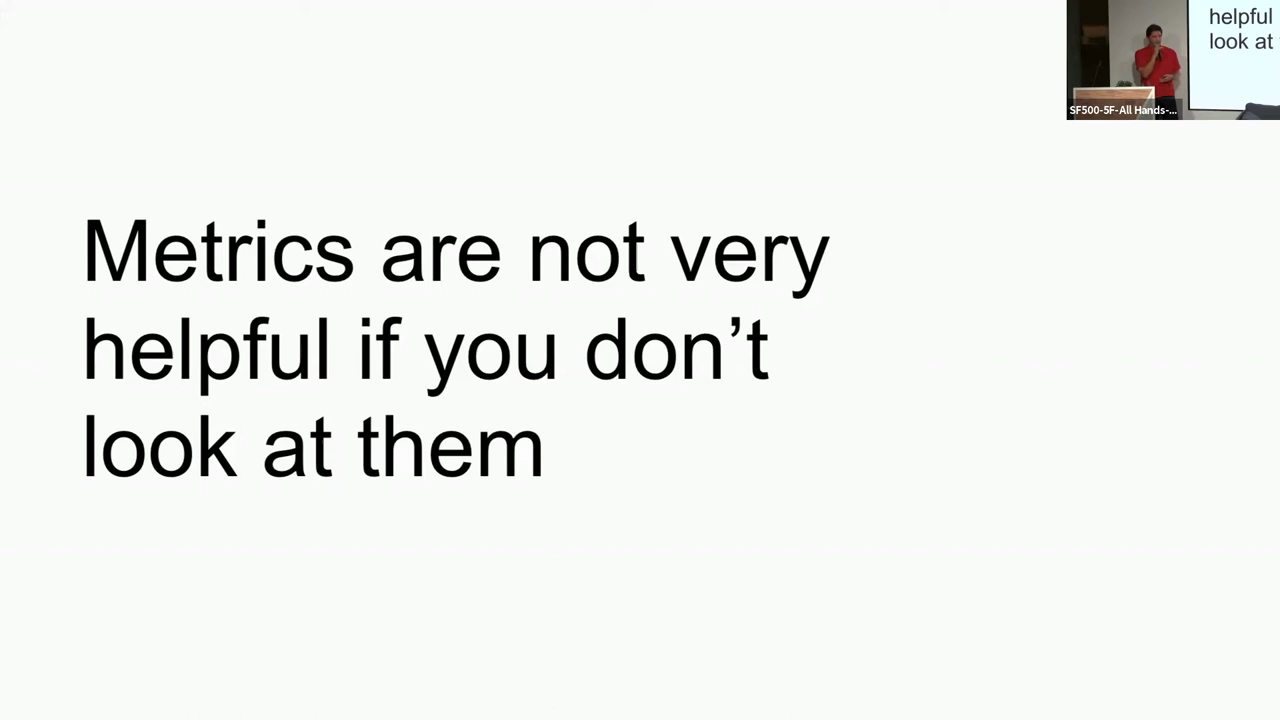 helpful
look at
SF500-5F-All Hands-...
Metrics are not very
helpful if you don’t
look at them